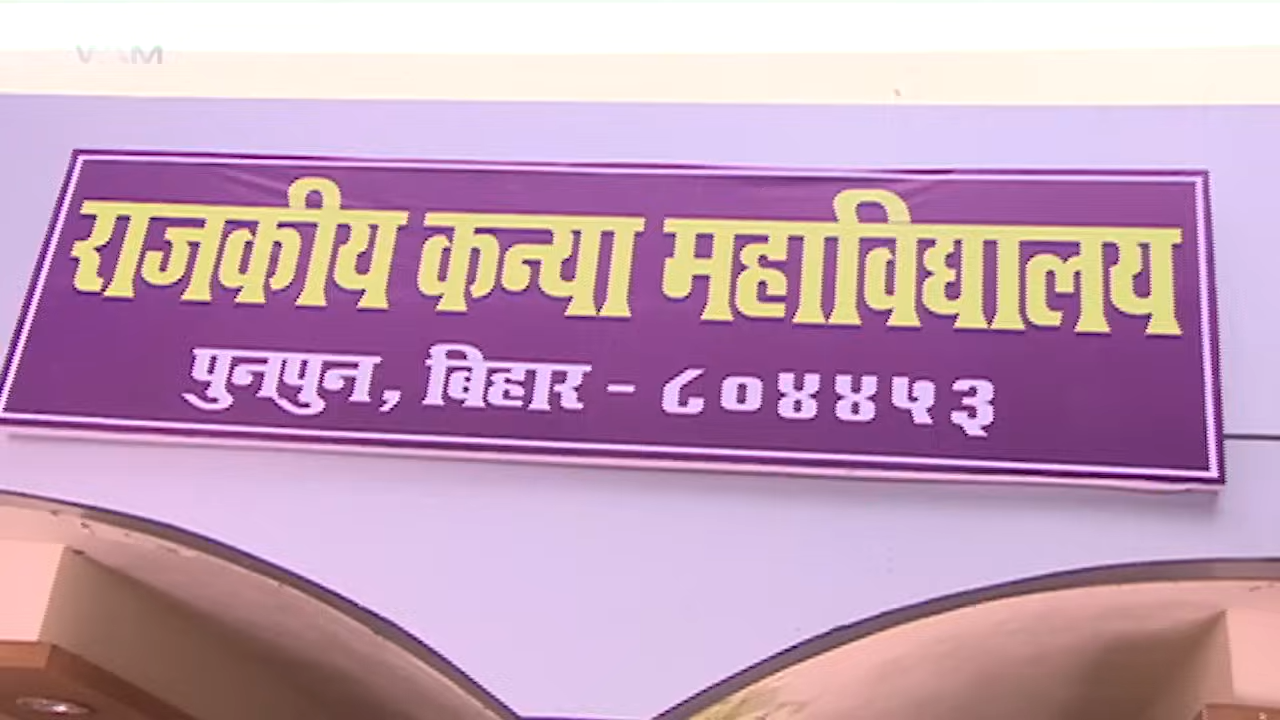 राजकीय कन्या महाविद्यालय
पुनपुन, बिहार - ८०४४५३